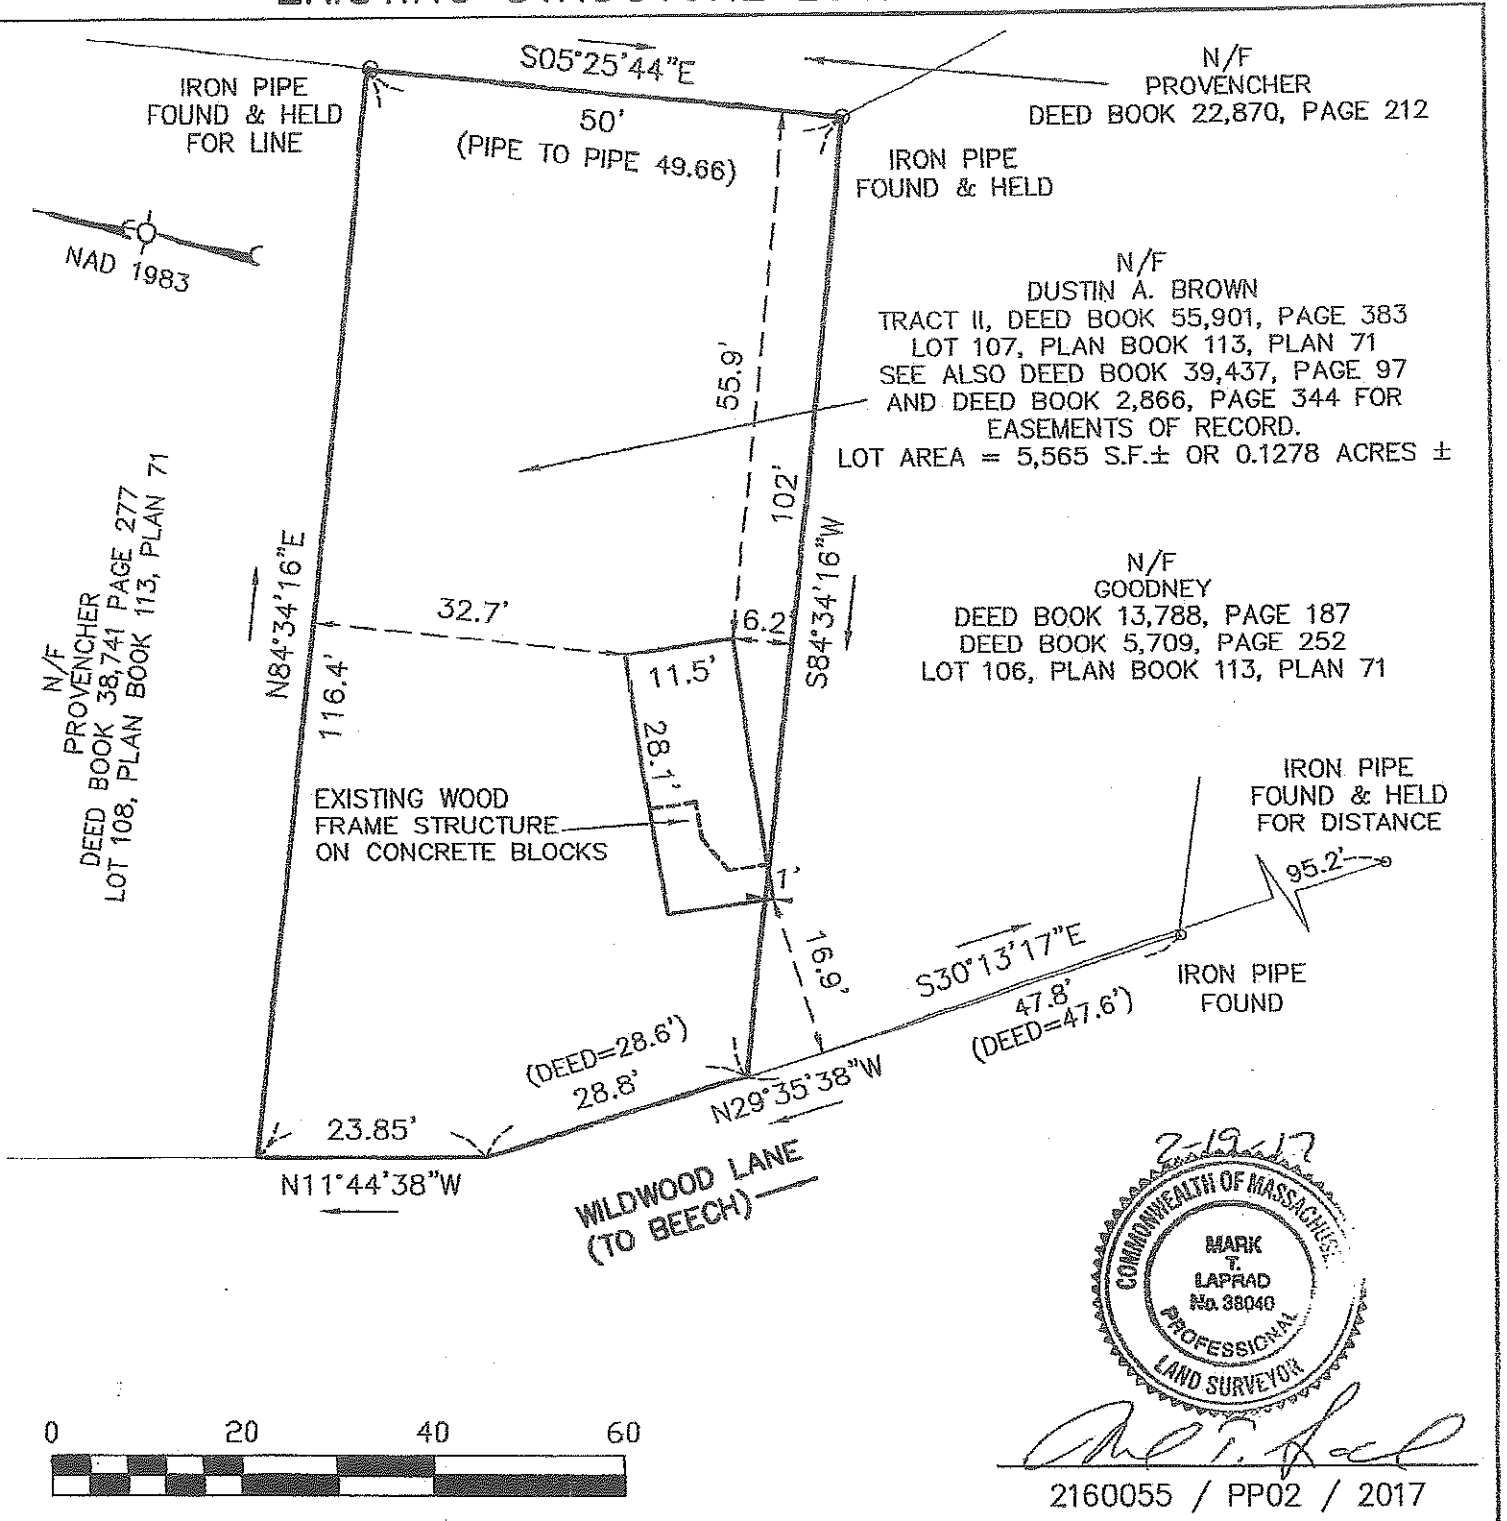 S05°25'44"E
50'
(PIPE TO PIPE 49.66)
IRON PIPE
FOUND & HELD
FOR LINE
N/F
PROVENCHER
DEED BOOK 22,870, PAGE 212
IRON PIPE
FOUND & HELD
NAD 1983
N/F
DUSTIN A. BROWN
TRACT II, DEED BOOK 55,901, PAGE 383
LOT 107, PLAN BOOK 113, PLAN 71
SEE ALSO DEED BOOK 39,437, PAGE 97
AND DEED BOOK 2,866, PAGE 344 FOR
EASEMENTS OF RECORD.
LOT AREA = 5,565 S.F.± OR 0.1278 ACRES ±
55.9'
102'
S84°34'16"W
N/F
PROVENCHER
DEED BOOK 38,741 PAGE 277
LOT 108, PLAN BOOK 113, PLAN 71
N84°34'16"E
116.4'
32.7'
6.2'
11.5'
28.1'
N/F
GOODNEY
DEED BOOK 13,788, PAGE 187
DEED BOOK 5,709, PAGE 252
LOT 106, PLAN BOOK 113, PLAN 71
EXISTING WOOD
FRAME STRUCTURE
ON CONCRETE BLOCKS
1'
16.9'
IRON PIPE
FOUND & HELD
FOR DISTANCE
95.2'
S30°13'17"E
47.8'
(DEED=47.6')
IRON PIPE
FOUND
(DEED=28.6')
28.8'
N29°35'38"W
23.85'
N11°44'38"W
WILDWOOD LANE
(TO BEECH)
2-19-17
COMMONWEALTH OF MASSACHUSE
MARK
T.
LAPRAD
No. 38040
PROFESSIONAL
LAND SURVEYOR
0 20 40 60
2160055 / PP02 / 2017